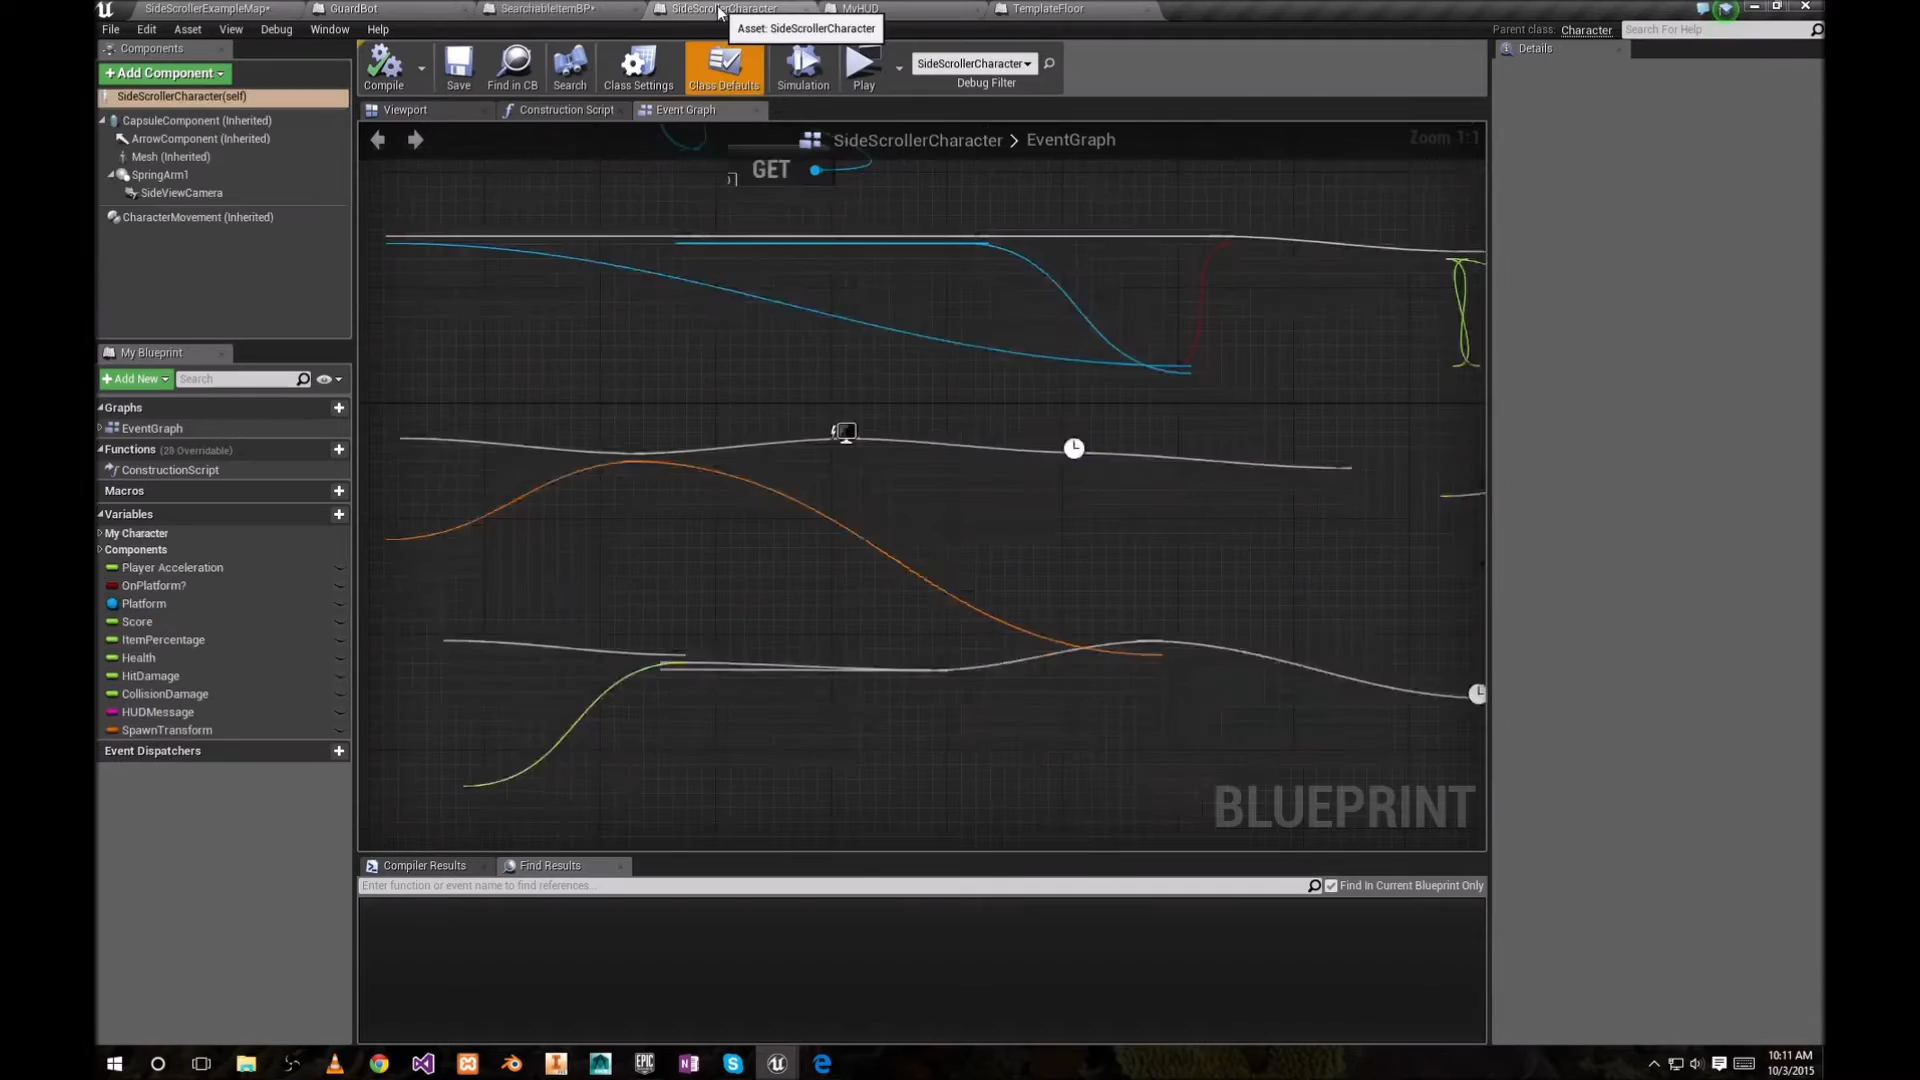 SideScrollerExampleMap*
GuardBot
SearchableItemBP*
SideScrollerCharacter
MyHUD
TemplateFloor
Asset: SideScrollerCharacter
File Edit Asset View Debug Window Help
Parent class: Character
Search For Help
Components
+Add Component
SideScrollerCharacter(self)
CapsuleComponent (Inherited)
ArrowComponent (Inherited)
Mesh (Inherited)
SpringArm1
SideViewCamera
CharacterMovement (Inherited)
Compile
Save
Find in CB
Search
Class Settings
Class Defaults
Simulation
Play
SideScrollerCharacter
Debug Filter
Details
Viewport
Construction Script
Event Graph
SideScrollerCharacter > EventGraph
Zoom 1:1
GET
BLUEPRINT
My Blueprint
+Add New
Search
Graphs
EventGraph
Functions (28 Overridable)
ConstructionScript
Macros
Variables
My Character
Components
Player Acceleration
OnPlatform?
Platform
Score
ItemPercentage
Health
HitDamage
CollisionDamage
HUDMessage
SpawnTransform
Event Dispatchers
Compiler Results
Find Results
Enter function or event name to find references...
Find In Current Blueprint Only
EPIC
10:11 AM
10/3/2015